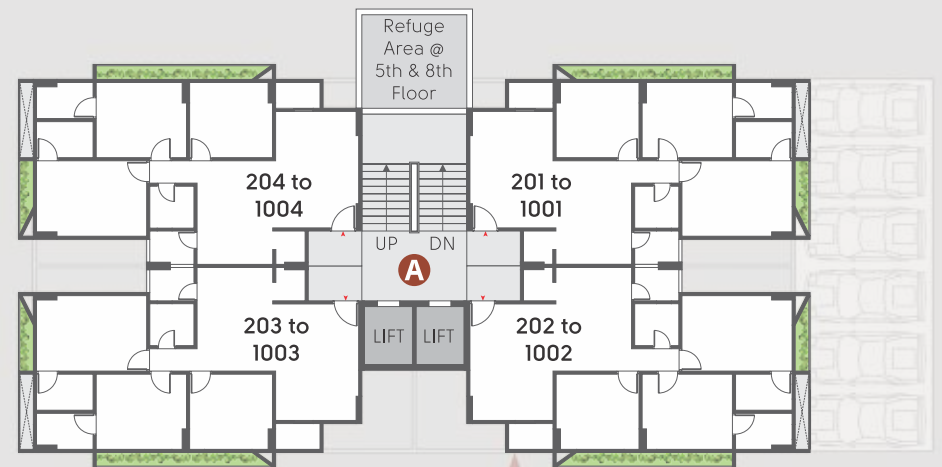 Refuge
Area @
5th & 8th
Floor
204 to
1004
201 to
1001
UP
DN
A
LIFT
LIFT
203 to
1003
202 to
1002